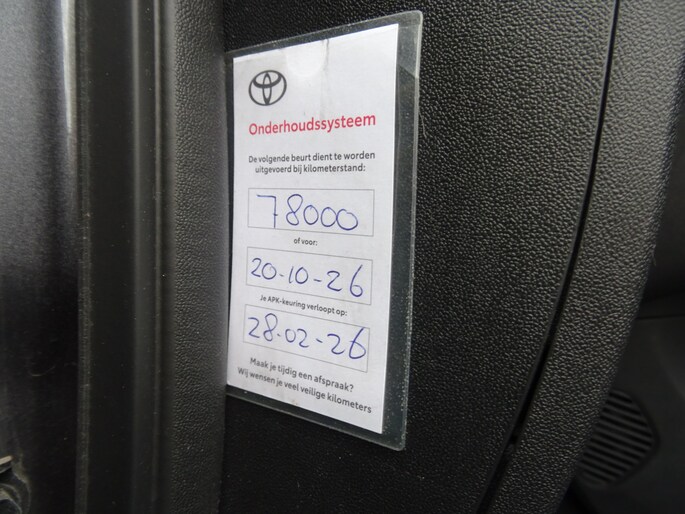 Onderhoudssysteem
De volgende beurt dient te worden
uitgevoerd bij kilometerstand:
78000
of voor:
20-10-26
Je APK-keuring verloopt op:
28-02-26
Maak je tijdig een afspraak?
Wij wensen je veel veilige kilometers